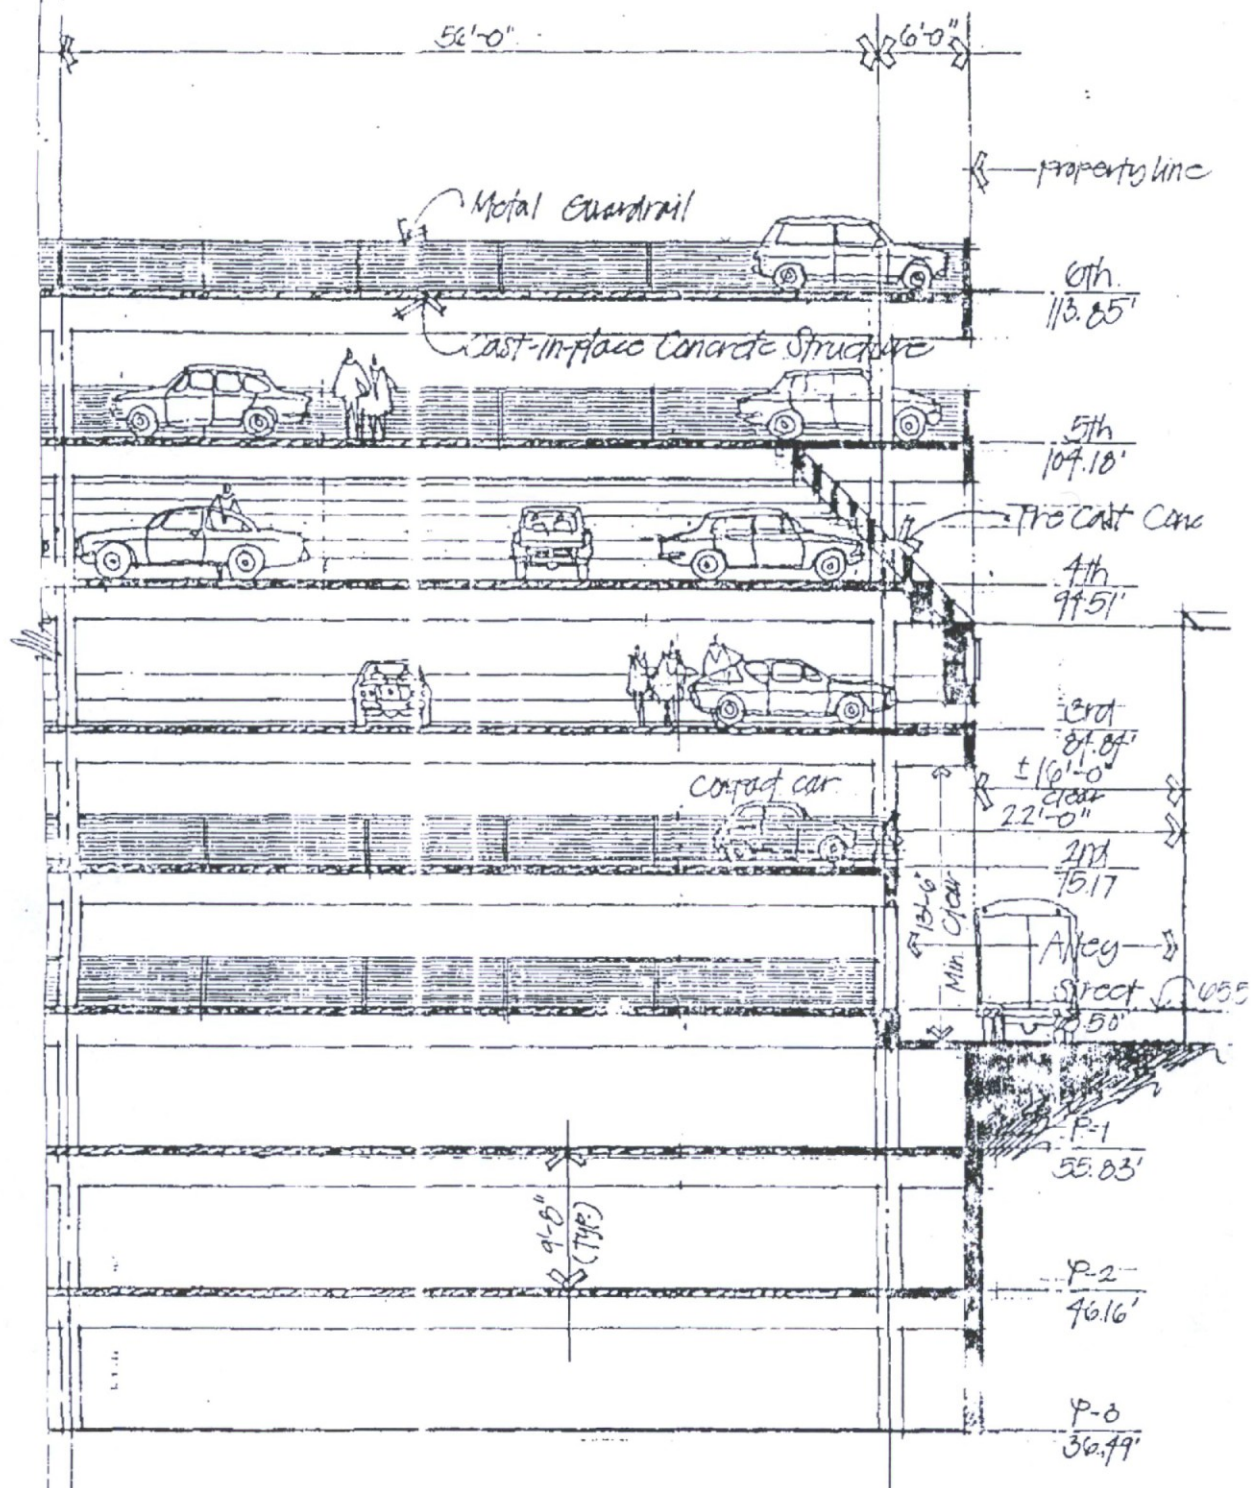 56'-0"
6'-0"
property line
Metal Guardrail
6th
113.85'
Cast-in-place Concrete Structure
5th
104.18'
Pre Cast Conc
4th
94.51'
3rd
84.84'
±16'-0"
clear
22'-0"
compact car
2nd
75.17
13'-6"
Min. Clear
Alley
Street
655
.50'
P-1
55.83'
9'-8"
(TYP.)
P-2
46.16'
P-3
36.49'